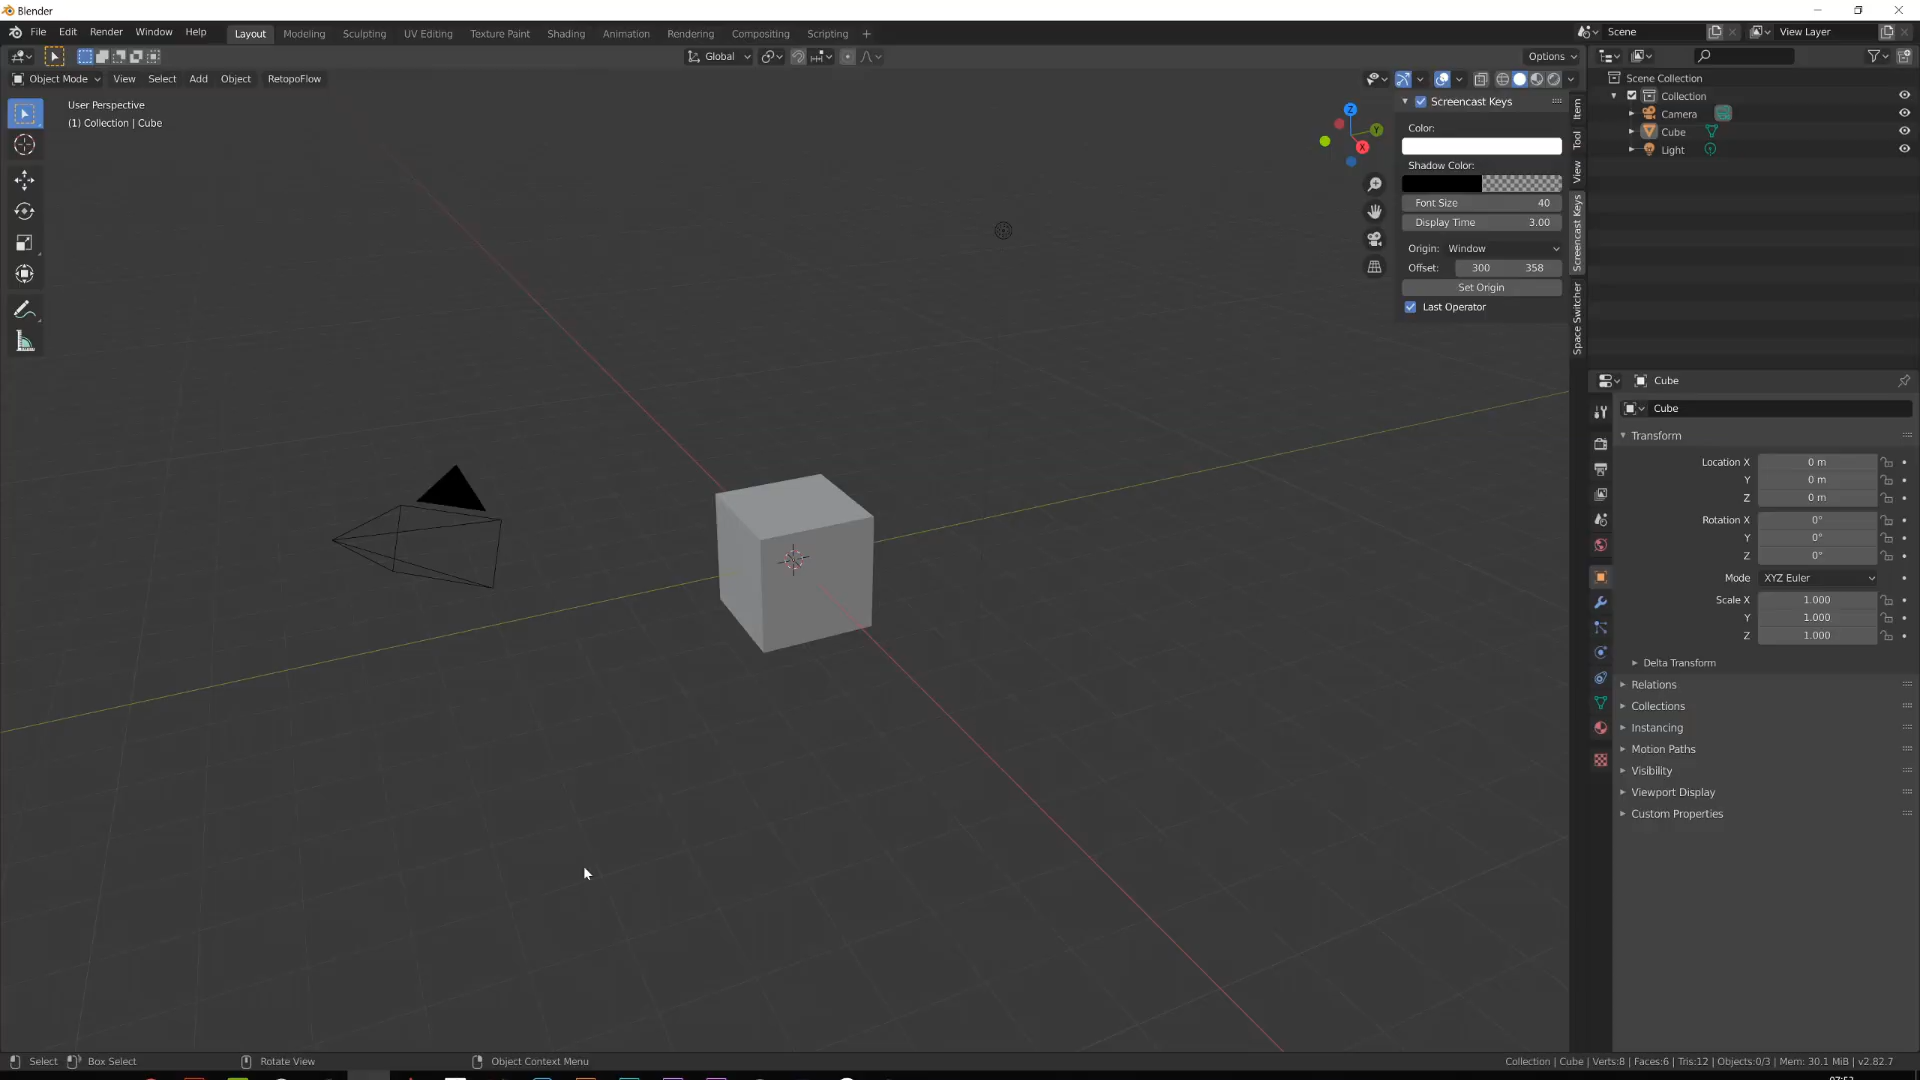 Blender
File Edit Render Window Help Layout Modeling Sculpting UV Editing Texture Paint Shading Animation Rendering Compositing Scripting + Scene View Layer
Global Options
Object Mode View Select Add Object RetopoFlow
User Perspective
(1) Collection | Cube
Z
Y
X
Screencast Keys
Color:
Shadow Color:
Font Size 40
Display Time 3.00
Origin: Window
Offset: 300 358
Set Origin
Last Operator
Item
Tool
View
Screencast Keys
Space Switcher
Scene Collection
Collection
Camera
Cube
Light
Cube
Cube
Transform
Location X 0 m
Y 0 m
Z 0 m
Rotation X 0°
Y 0°
Z 0°
Mode XYZ Euler
Scale X 1.000
Y 1.000
Z 1.000
Delta Transform
Relations
Collections
Instancing
Motion Paths
Visibility
Viewport Display
Custom Properties
Select Box Select Rotate View Object Context Menu Collection | Cube | Verts:8 | Faces:6 | Tris:12 | Objects:0/3 | Mem: 30.1 MiB | v2.82.7